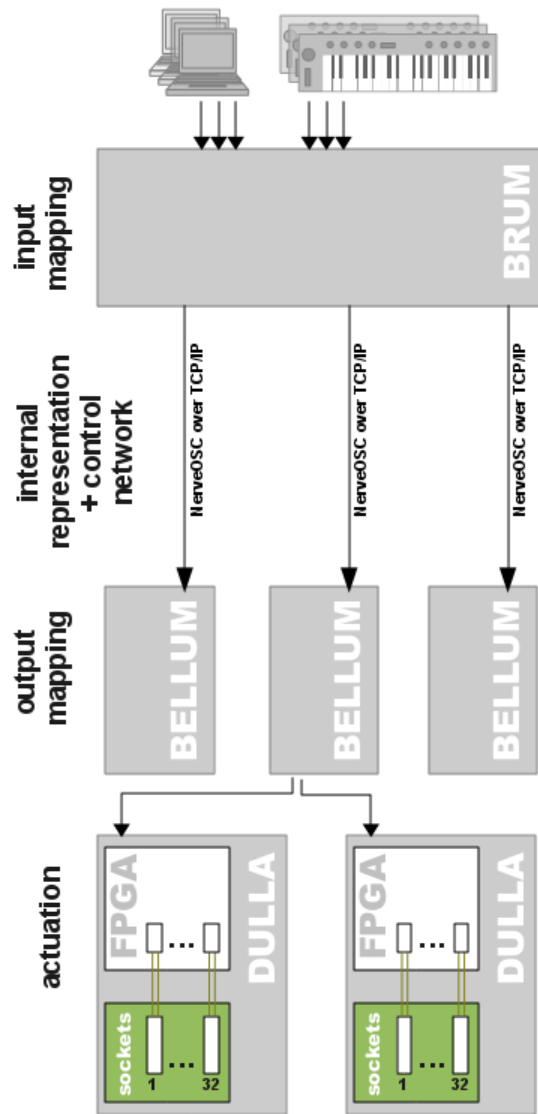 input
mapping
BRUM
internal
representation
+ control
network
NerveOSC over TCP/IP
NerveOSC over TCP/IP
NerveOSC over TCP/IP
output
mapping
BELLUM
BELLUM
BELLUM
actuation
FPGA
...
DULLA
sockets
...
1
32
FPGA
...
DULLA
sockets
...
1
32